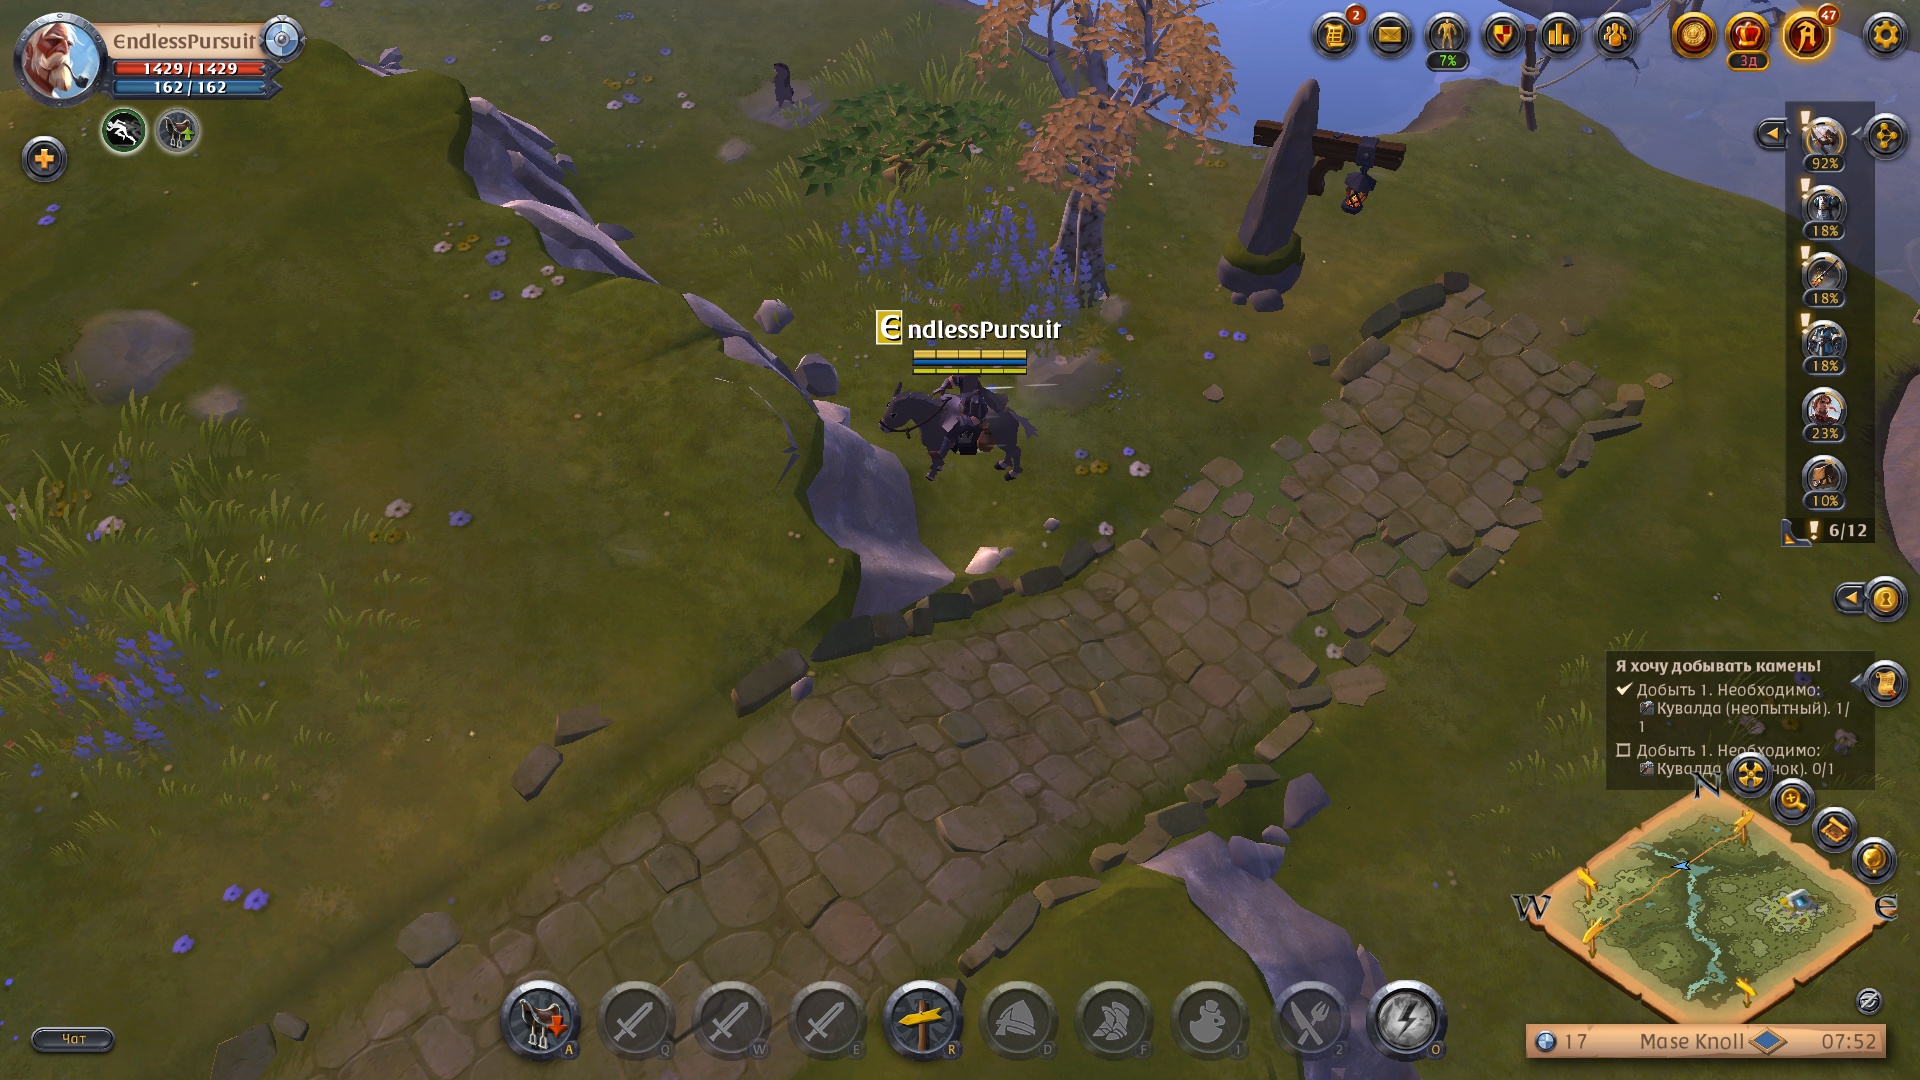 EndlessPursuit
1429 / 1429
162 / 162
2
7%
3д
47
92%
18%
18%
18%
23%
10%
6/12
EndlessPursuit
Я хочу добывать камень!
Добыть 1. Необходимо:
Кувалда (неопытный). 1/
1
Добыть 1. Необходимо:
Кувалда чок). 0/1
N
W
E
A
Q
W
E
R
D
F
1
2
O
Чат
17 Mase Knoll 07:52